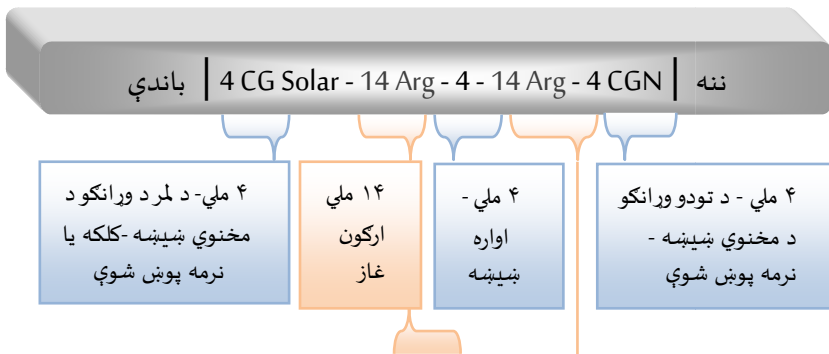 باندې | 4 CG Solar - 14 Arg - 4 - 14 Arg - 4 CGN | ننه
۴ ملي - د تودو وړانګو
د مخنوي ښيښه -
نرمه پوښ شوې
۴ ملي -
اواره
ښيښه
۱۴ ملي
ارګون
غاز
۴ ملي- د لمر د وړانګو د
مخنوي ښيښه -کلکه يا
نرمه پوښ شوې